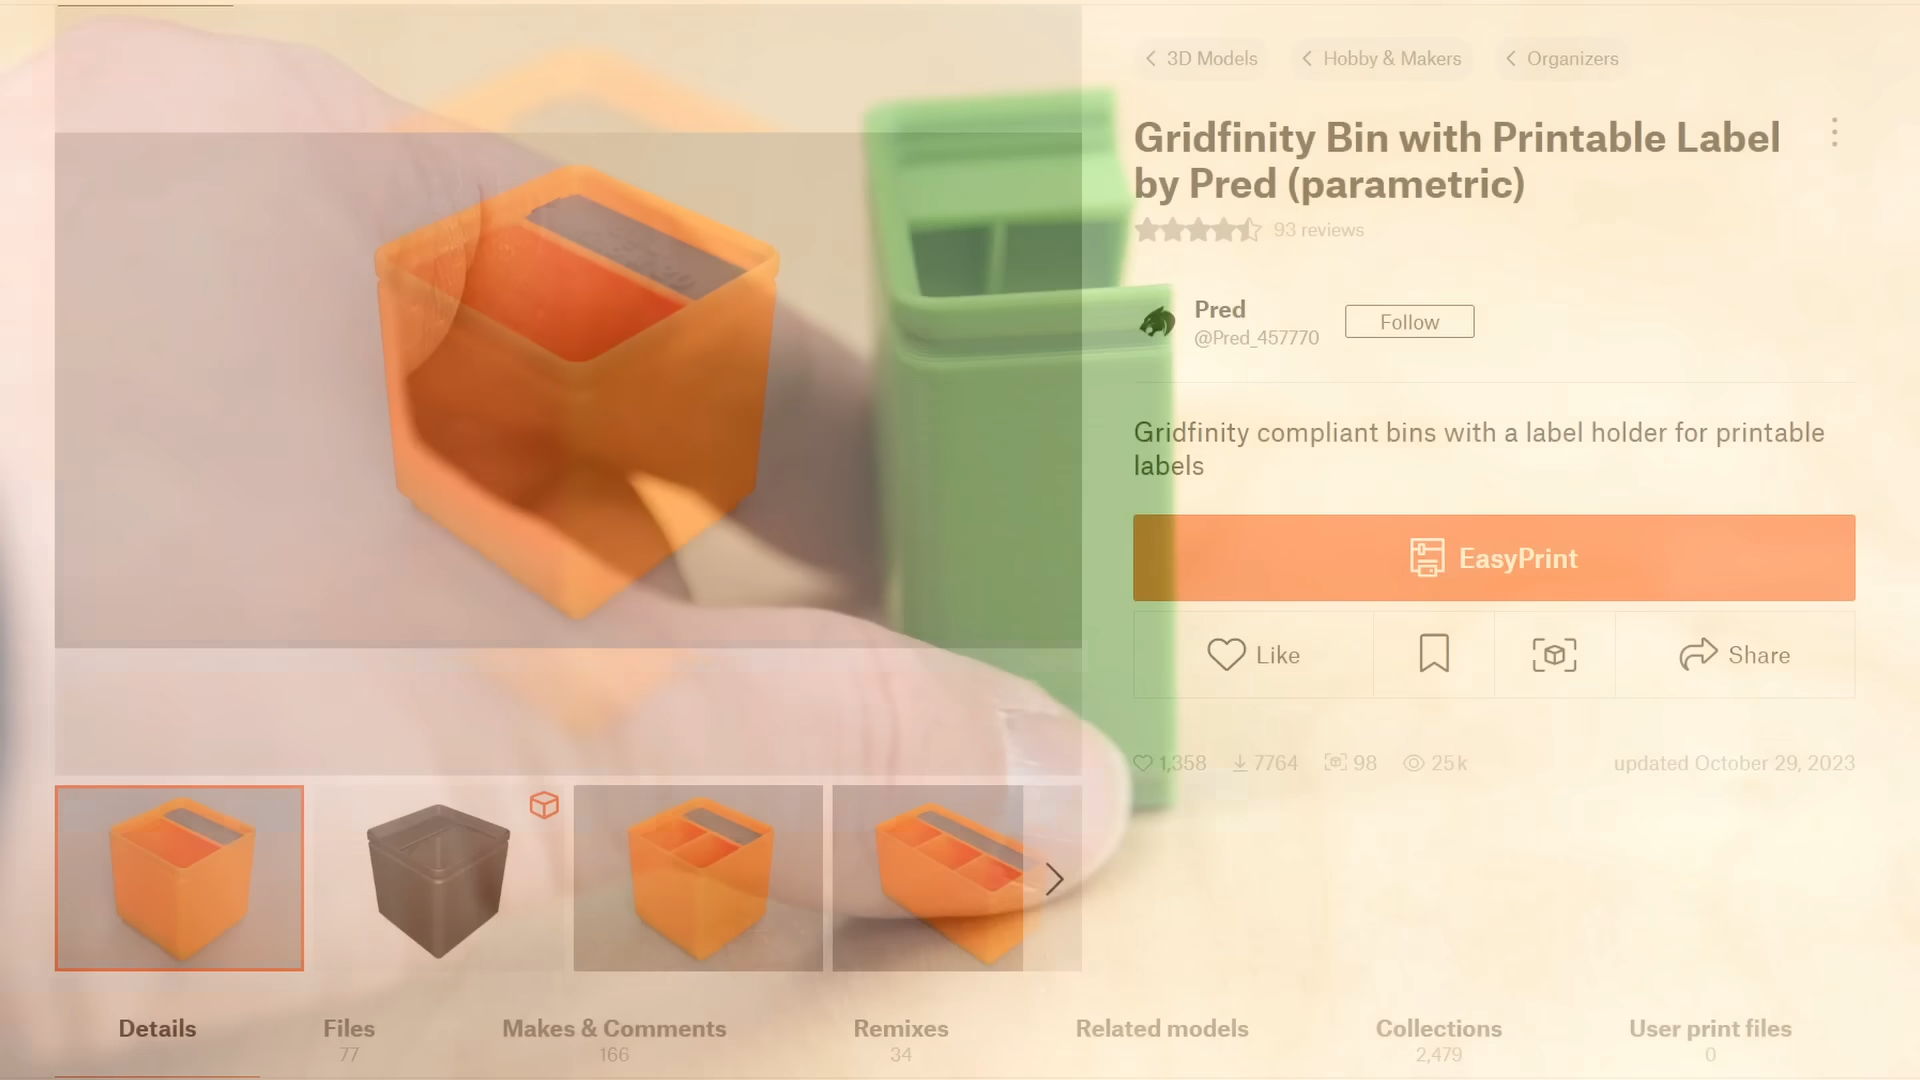 3D Models
Hobby & Makers
Organizers
Gridfinity Bin with Printable Label
by Pred (parametric)
93 reviews
Pred
@Pred_457770
Follow
Gridfinity compliant bins with a label holder for printable
labels
EasyPrint
Like
Share
1,358
7764
98
25k
updated October 29, 2023
Details
Files
Makes & Comments
Remixes
Related models
Collections
User print files
77
166
34
2,479
0